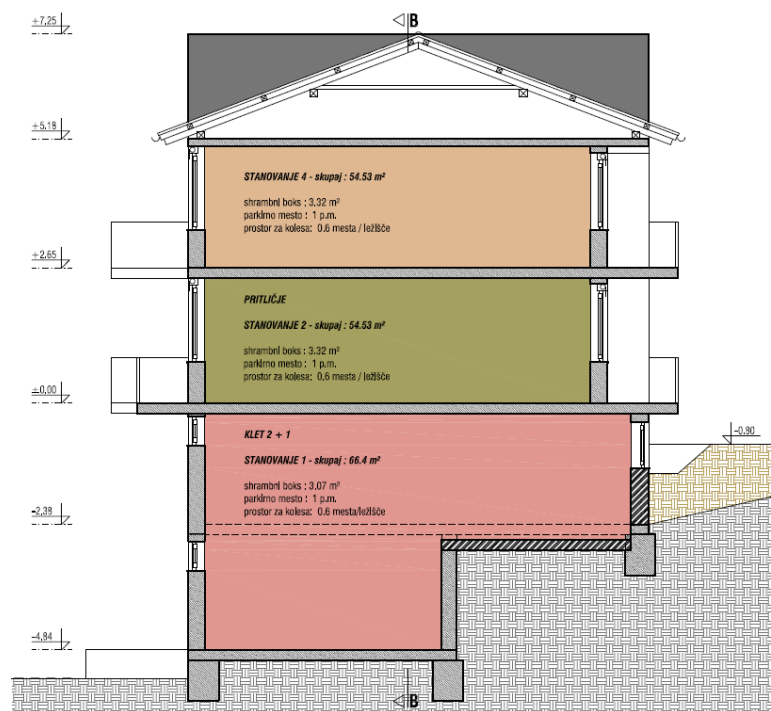 +7,25
B
+5,18
STANOVANJE 4 - skupaj : 54.53 m²
shrambni boks : 3.32 m²
parkirno mesto : 1 p.m.
prostor za kolesa: 0.6 mesta / ležišče
+2,65
PRITLIČJE
STANOVANJE 2 - skupaj : 54.53 m²
shrambni boks : 3.32 m²
parkirno mesto : 1 p.m.
prostor za kolesa: 0,6 mesta / ležišče
±0,00
KLET 2 + 1
-0,90
STANOVANJE 1 - skupaj : 66.4 m²
shrambni boks : 3.07 m²
parkirno mesto : 1 p.m.
prostor za kolesa: 0.6 mesta/ležišče
-2,38
-4,84
B